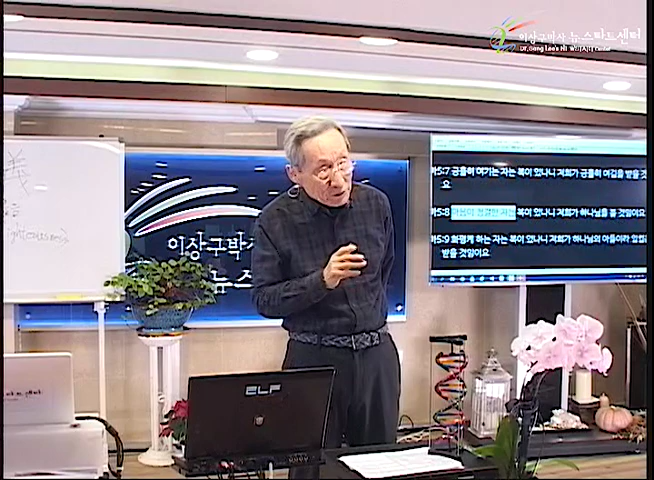 이상구박사 뉴스타트센터
Dr. Sang Lee's NEWSTART Center
義
ighteousness
이상구박사
뉴스
마5:7 긍휼히 여기는 자는 복이 있나니 저희가 긍휼히 여김을 받을 것
요
마5:8 마음이 청결한 자는 복이 있나니 저희가 하나님을 볼 것임이요
마5:9 화평케 하는 자는 복이 있나니 저희가 하나님의 아들이라 일컬음
받을 것임이요
ELF